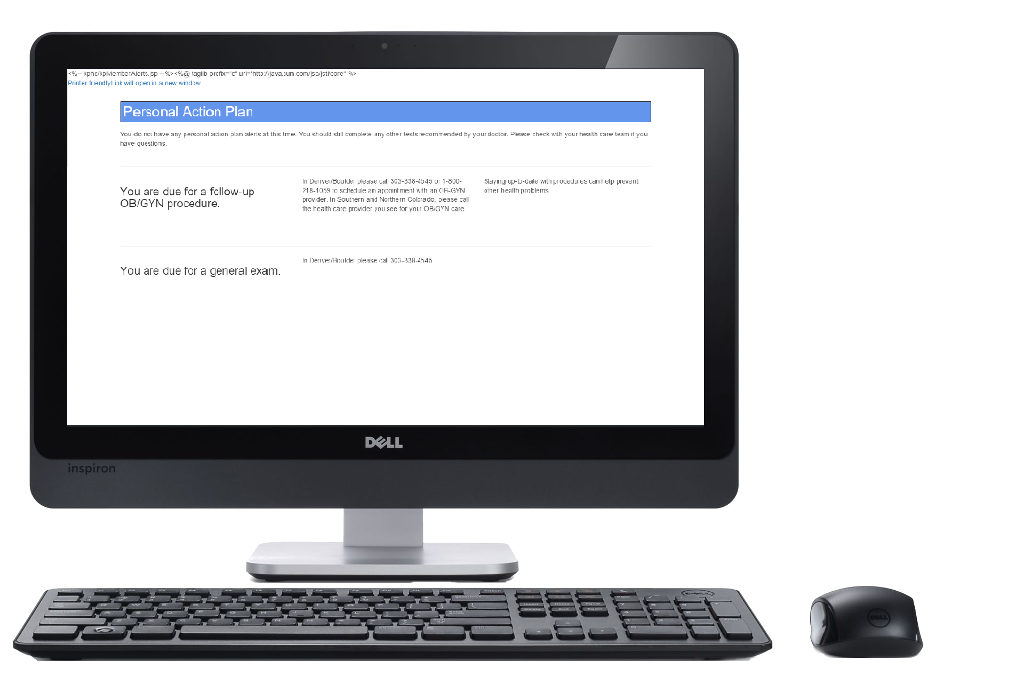 <%-- kpho/kpMemberAlerts.jsp --%> <%@ taglib prefix="c" uri="http://java.sun.com/jsp/jstl/core" %>
Printer friendly Link will open in a new window
Personal Action Plan
You do not have any personal action plan alerts at this time. You should still complete any other tests recommended by your doctor. Please check with your health care team if you
have questions.
You are due for a follow-up
OB/GYN procedure.
In Denver/Boulder please call 303-338-4545 or 1-800-
218-1059 to schedule an appointment with an OB-GYN
provider. In Southern and Northern Colorado, please call
the health care provider you see for your OB/GYN care
Staying up-to-date with procedures can help prevent
other health problems
You are due for a general exam.
In Denver/Boulder please call 303-338-4545
DELL
inspiron
DELL